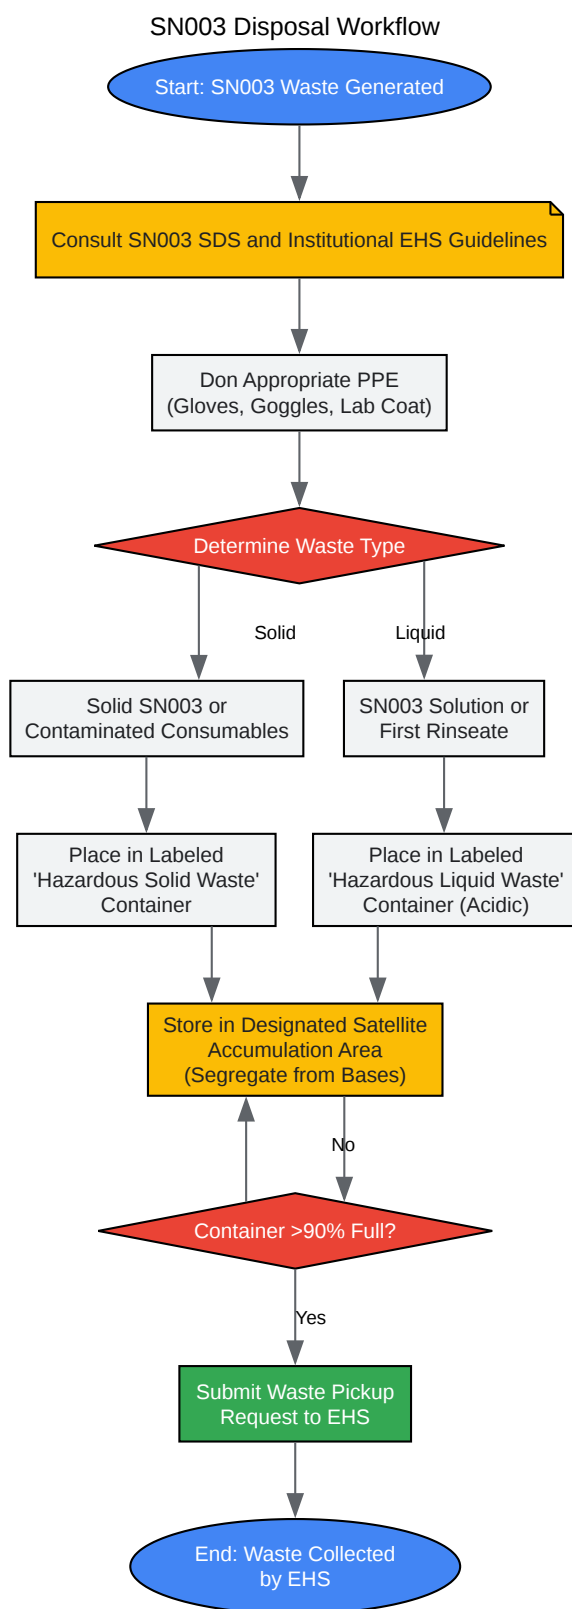 SN003 Disposal Workflow
Start: SN003 Waste Generated
Consult SN003 SDS and Institutional EHS Guidelines
Don Appropriate PPE
(Gloves, Goggles, Lab Coat)
Determine Waste Type
Solid
Liquid
Solid SN003 or
Contaminated Consumables
SN003 Solution or
First Rinseate
Place in Labeled
'Hazardous Solid Waste'
Container
Place in Labeled
'Hazardous Liquid Waste'
Container (Acidic)
Store in Designated Satellite
Accumulation Area
(Segregate from Bases)
No
Container >90% Full?
Yes
Submit Waste Pickup
Request to EHS
End: Waste Collected
by EHS